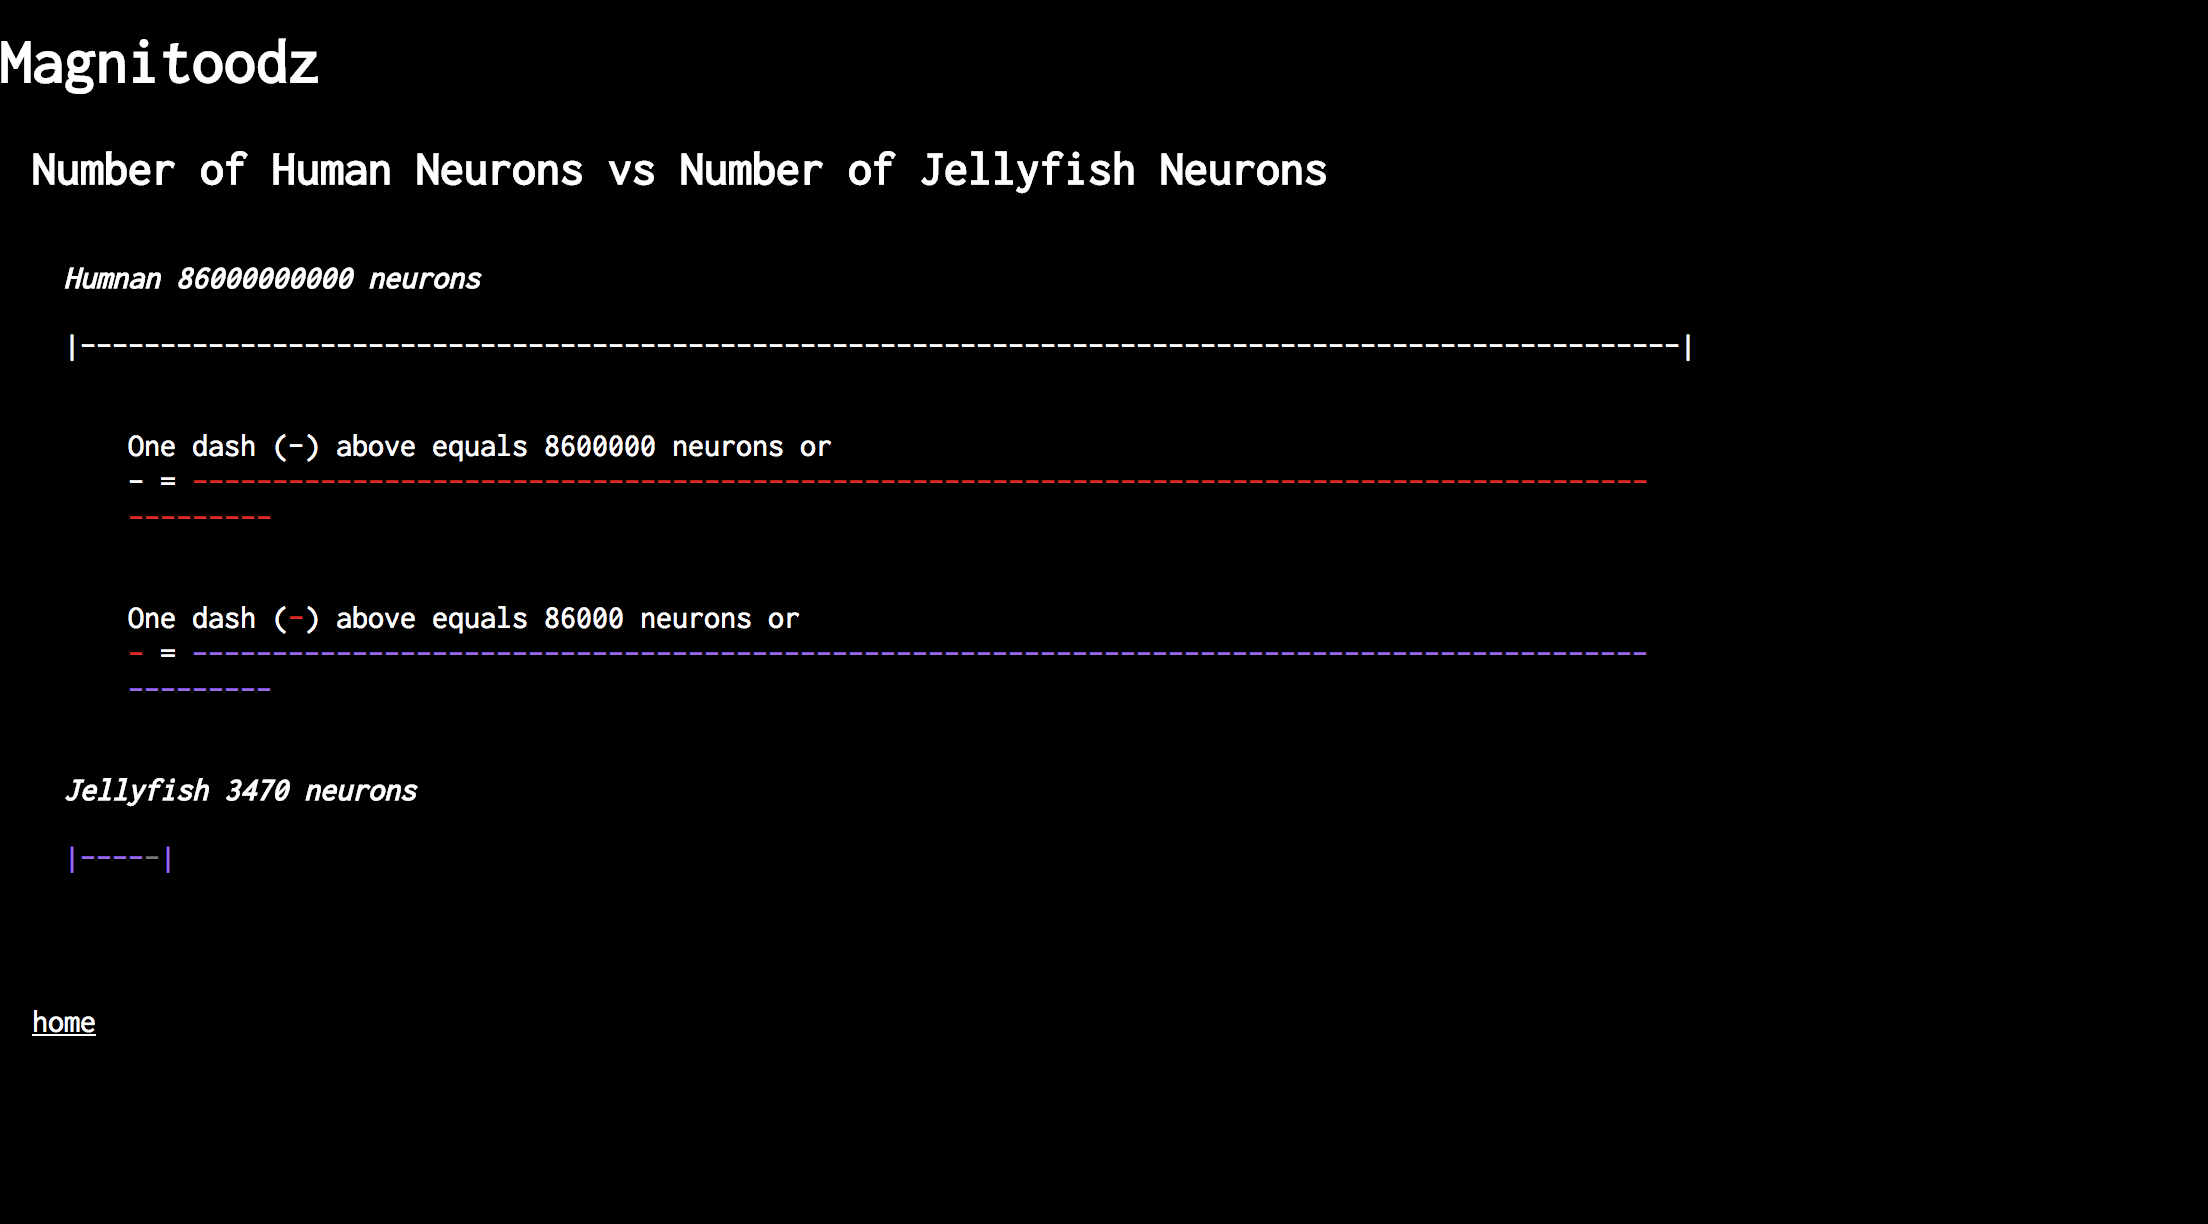 Magnitoodz
Number of Human Neurons vs Number of Jellyfish Neurons
Humnan 86000000000 neurons
|----------------------------------------------------------------------------------------------------|
One dash (-) above equals 8600000 neurons or
- = -------------------------------------------------------------------------------------------
---------
One dash (-) above equals 86000 neurons or
- = -------------------------------------------------------------------------------------------
---------
Jellyfish 3470 neurons
|-----|
home